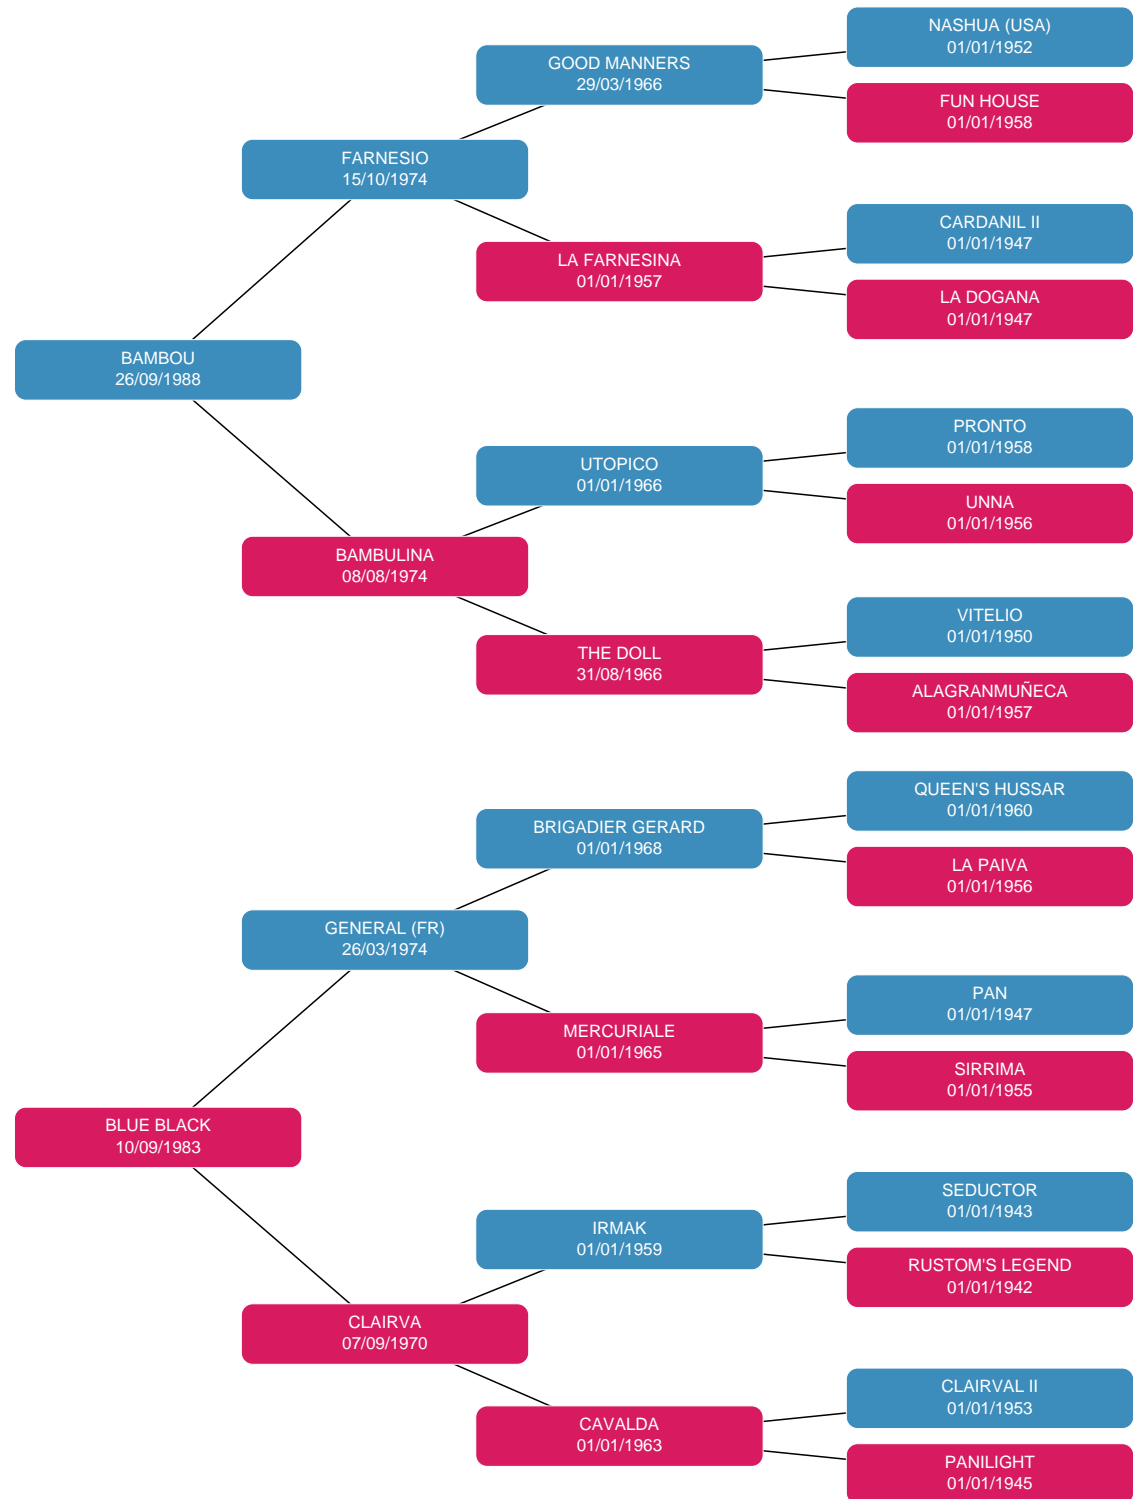 NASHUA (USA)
01/01/1952
GOOD MANNERS
29/03/1966
FUN HOUSE
01/01/1958
FARNESIO
15/10/1974
CARDANIL II
01/01/1947
LA FARNESINA
01/01/1957
LA DOGANA
01/01/1947
BAMBOU
26/09/1988
PRONTO
01/01/1958
UTOPICO
01/01/1966
UNNA
01/01/1956
BAMBULINA
08/08/1974
VITELIO
01/01/1950
THE DOLL
31/08/1966
ALAGRANMUÑECA
01/01/1957
QUEEN'S HUSSAR
01/01/1960
BRIGADIER GERARD
01/01/1968
LA PAIVA
01/01/1956
GENERAL (FR)
26/03/1974
PAN
01/01/1947
MERCURIALE
01/01/1965
SIRRIMA
01/01/1955
BLUE BLACK
10/09/1983
SEDUCTOR
01/01/1943
IRMAK
01/01/1959
RUSTOM'S LEGEND
01/01/1942
CLAIRVA
07/09/1970
CLAIRVAL II
01/01/1953
CAVALDA
01/01/1963
PANILIGHT
01/01/1945